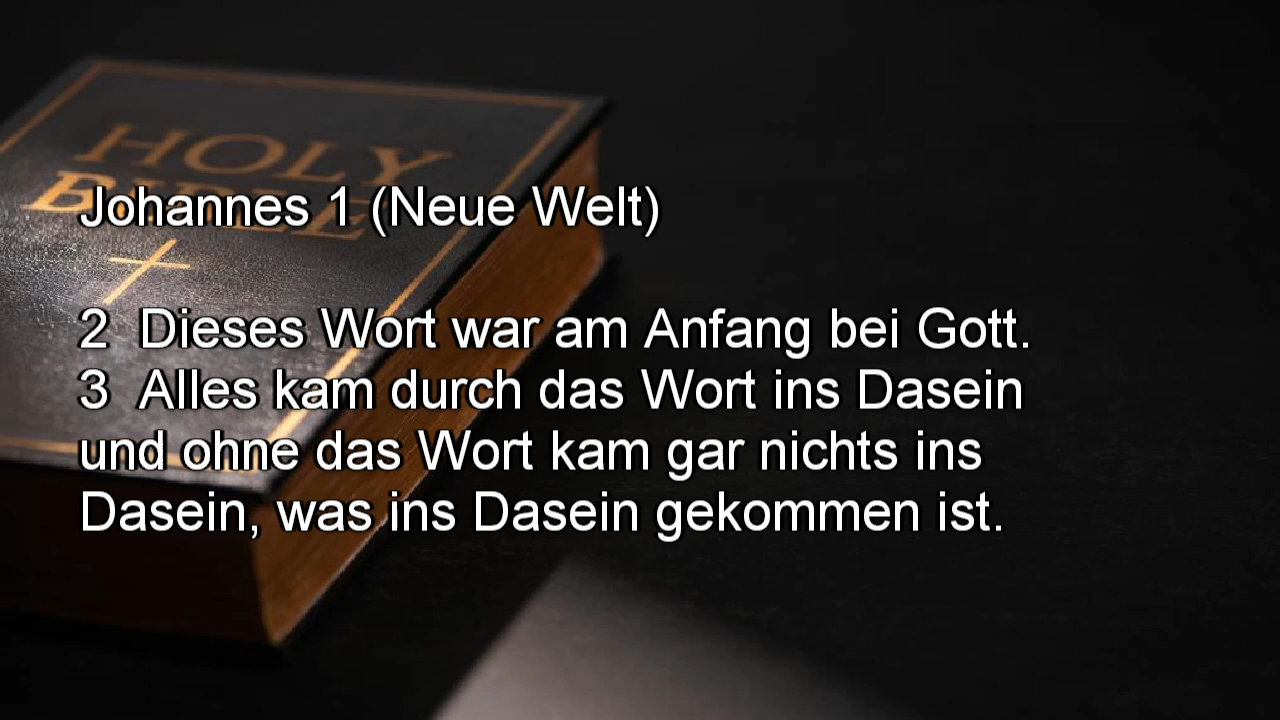 HOLY
BIBLE
Johannes 1 (Neue Welt)
2 Dieses Wort war am Anfang bei Gott.
3 Alles kam durch das Wort ins Dasein
und ohne das Wort kam gar nichts ins
Dasein, was ins Dasein gekommen ist.